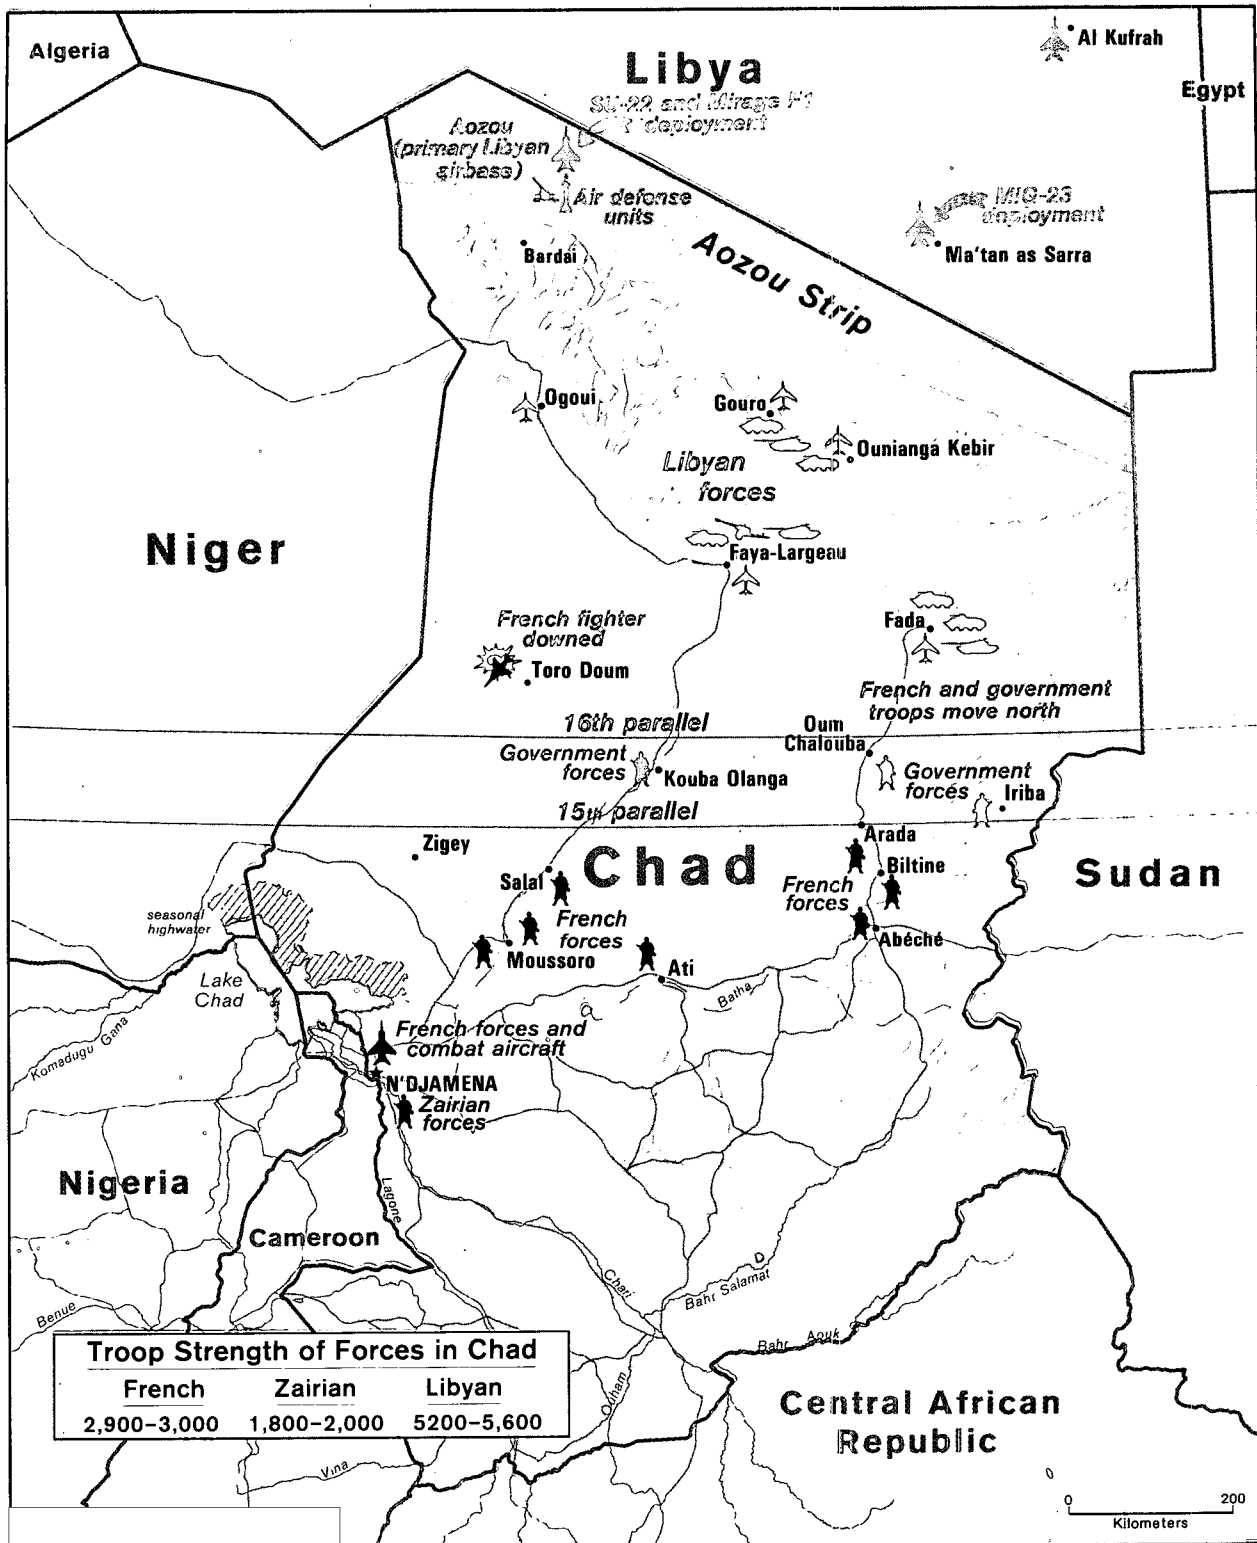 Algeria
Libya
Al Kufrah
Egypt
SU-22 and Mirage F1
deployment
Aozou
(primary Libyan
airbase)
Air defense
units
MIG-23
deployment
Ma'tan as Sarra
Bardai
Aozou Strip
Ogoui
Gouro
Ounianga Kebir
Libyan
forces
Niger
Faya-Largeau
French fighter
downed
Toro Doum
Fada
French and government
troops move north
16th parallel
Oum
Chalouba
Government
forces
Kouba Olanga
Government
forces
Iriba
15th parallel
Arada
Zigey
Chad
Biltine
Sudan
Salal
French
forces
French
forces
seasonal
highwater
Abéché
Moussoro
Ati
Lake
Chad
Batha
Komadugu Gana
French forces and
combat aircraft
N'DJAMENA
Zairian
forces
Nigeria
Lagone
Cameroon
Chari
D
Bahr Salamat
Benue
Bahr Aouk
Troop Strength of Forces in Chad
French Zairian Libyan
2,900-3,000 1,800-2,000 5200-5,600
Ouham
Central African
Republic
Vina
0 200
Kilometers